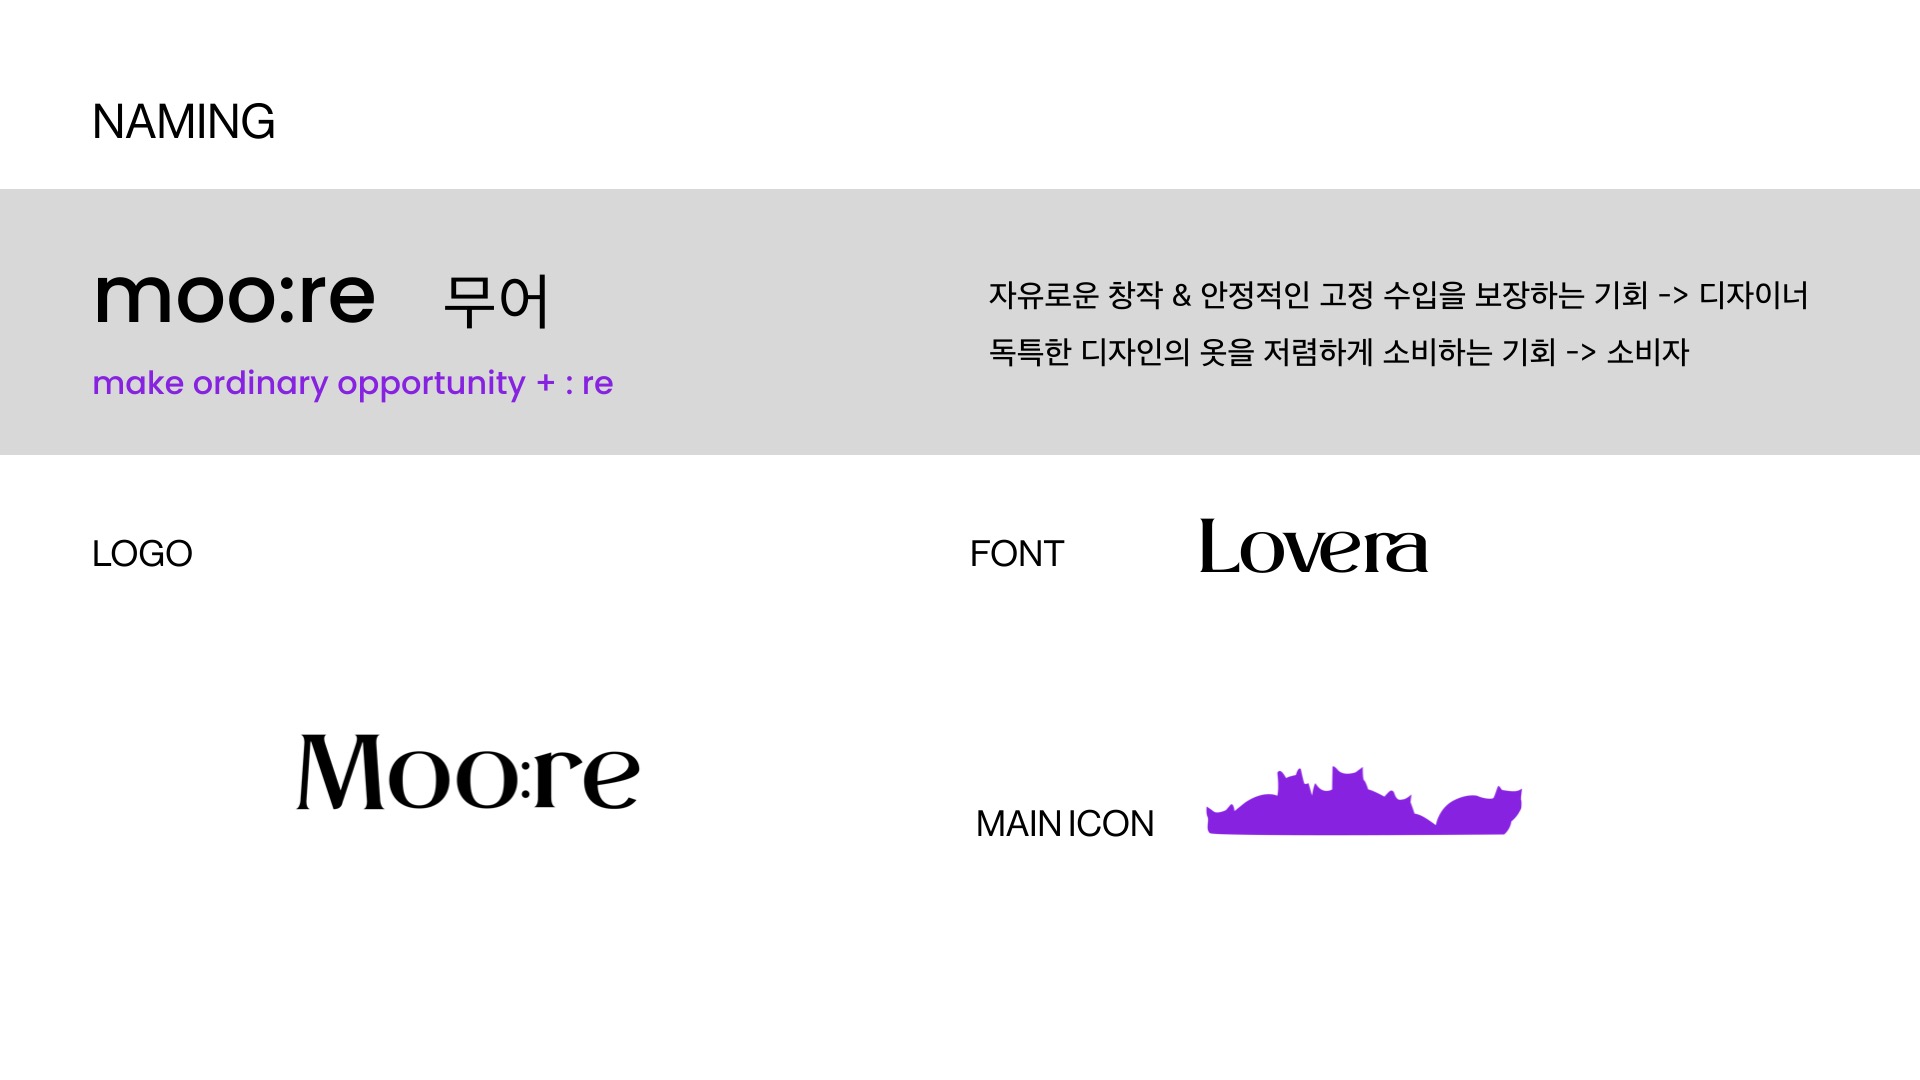 NAMING
moo:re 무어
make ordinary opportunity + : re
자유로운 창작 & 안정적인 고정 수입을 보장하는 기회 -> 디자이너
독특한 디자인의 옷을 저렴하게 소비하는 기회 -> 소비자
LOGO
Moo:re
FONT Lovera
MAIN ICON